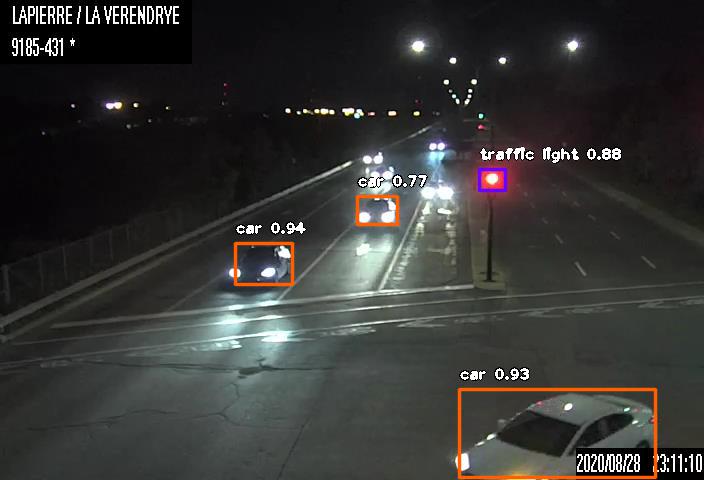 LAPIERRE / LA VERENDRYE
9185-431 *
traffic light 0.88
car 0.77
car 0.94
car 0.93
2020/08/28 23:11:10